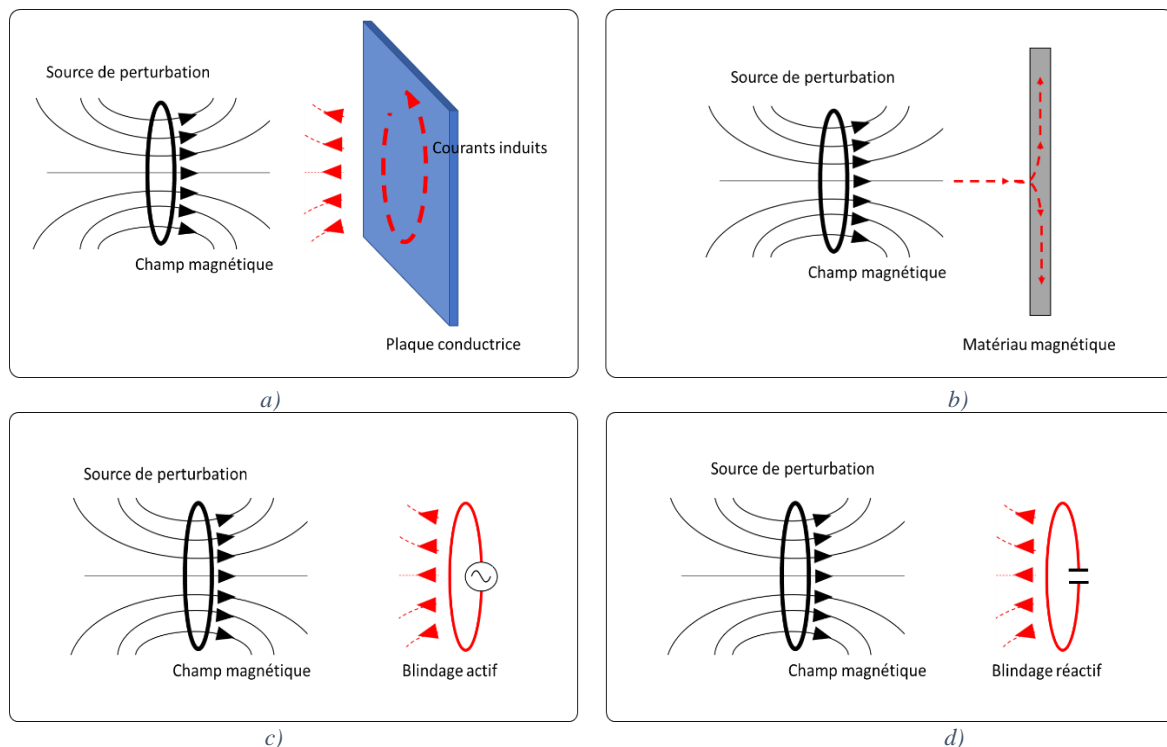 Source de perturbation
Courants induits
Champ magnétique
Plaque conductrice
a)
Source de perturbation
Champ magnétique
Matériau magnétique
b)
Source de perturbation
Champ magnétique
Blindage actif
c)
Source de perturbation
Champ magnétique
Blindage réactif
d)